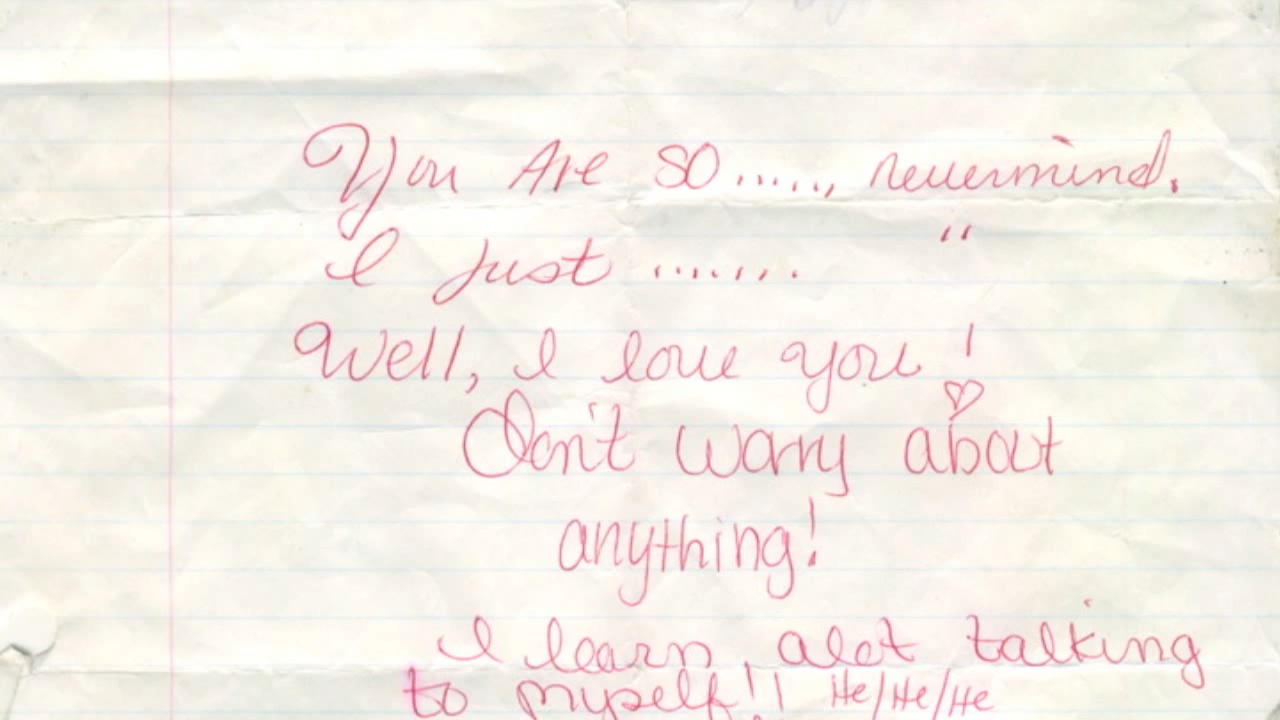 You Are so....., nevermind.
I Just ....... "
Well, I love you!
Don't worry about
anything!
I learn, alot talking
to myself!! He/He/He